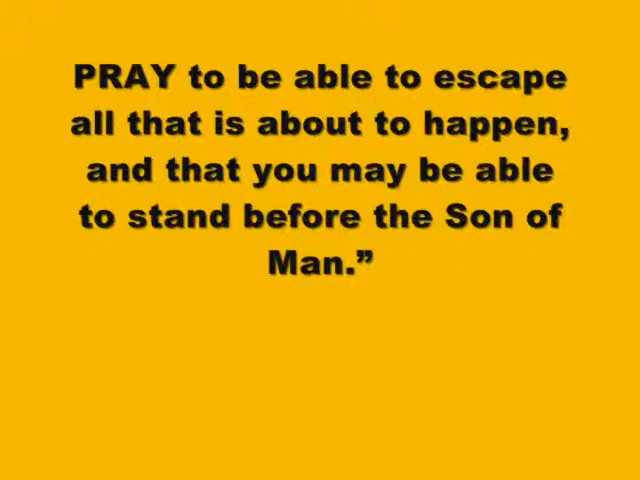 PRAY to be able to escape
all that is about to happen,
and that you may be able
to stand before the Son of
Man.”